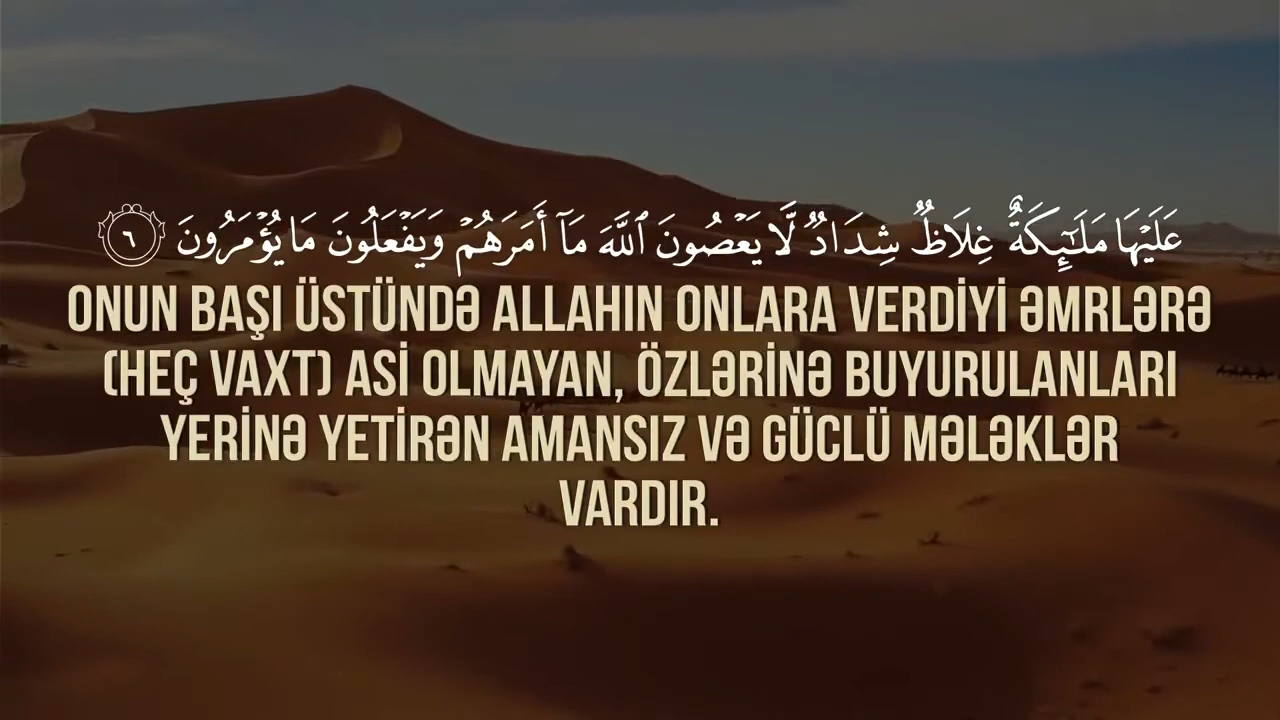 عَلَيْهَا مَلَـٰٓئِكَةٌ غِلَاظٌ شِدَادٌ لَّا يَعْصُونَ ٱللَّهَ مَآ أَمَرَهُمْ وَيَفْعَلُونَ مَا يُؤْمَرُونَ ٦
ONUN BAŞI ÜSTÜNDƏ ALLAHIN ONLARA VERDİYİ ƏMRLƏRƏ
(HEÇ VAXT) ASİ OLMAYAN, ÖZLƏRİNƏ BUYURULANLARI
YERİNƏ YETİRƏN AMANSIZ VƏ GÜCLÜ MƏLƏKLƏR
VARDIR.